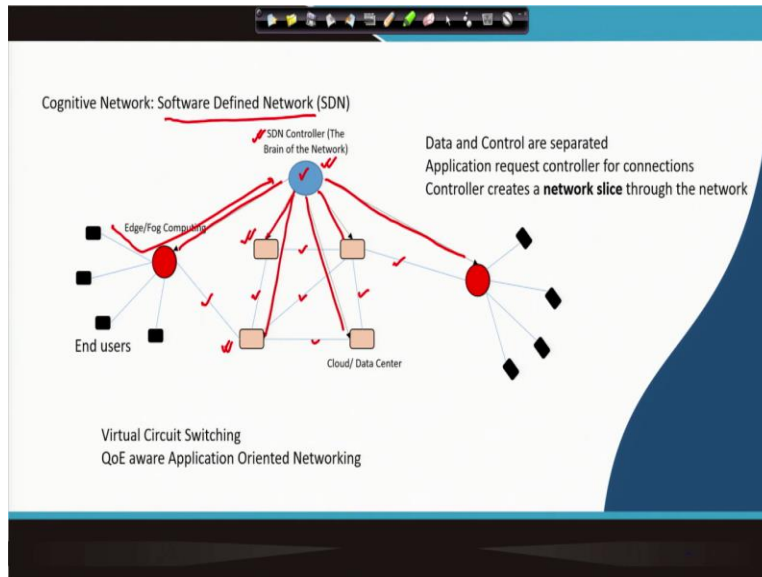 Cognitive Network: Software Defined Network (SDN)
SDN Controller (The
Brain of the Network)
Data and Control are separated
Application request controller for connections
Controller creates a network slice through the network
Edge/Fog Computing
End users
Cloud/ Data Center
Virtual Circuit Switching
QoE aware Application Oriented Networking